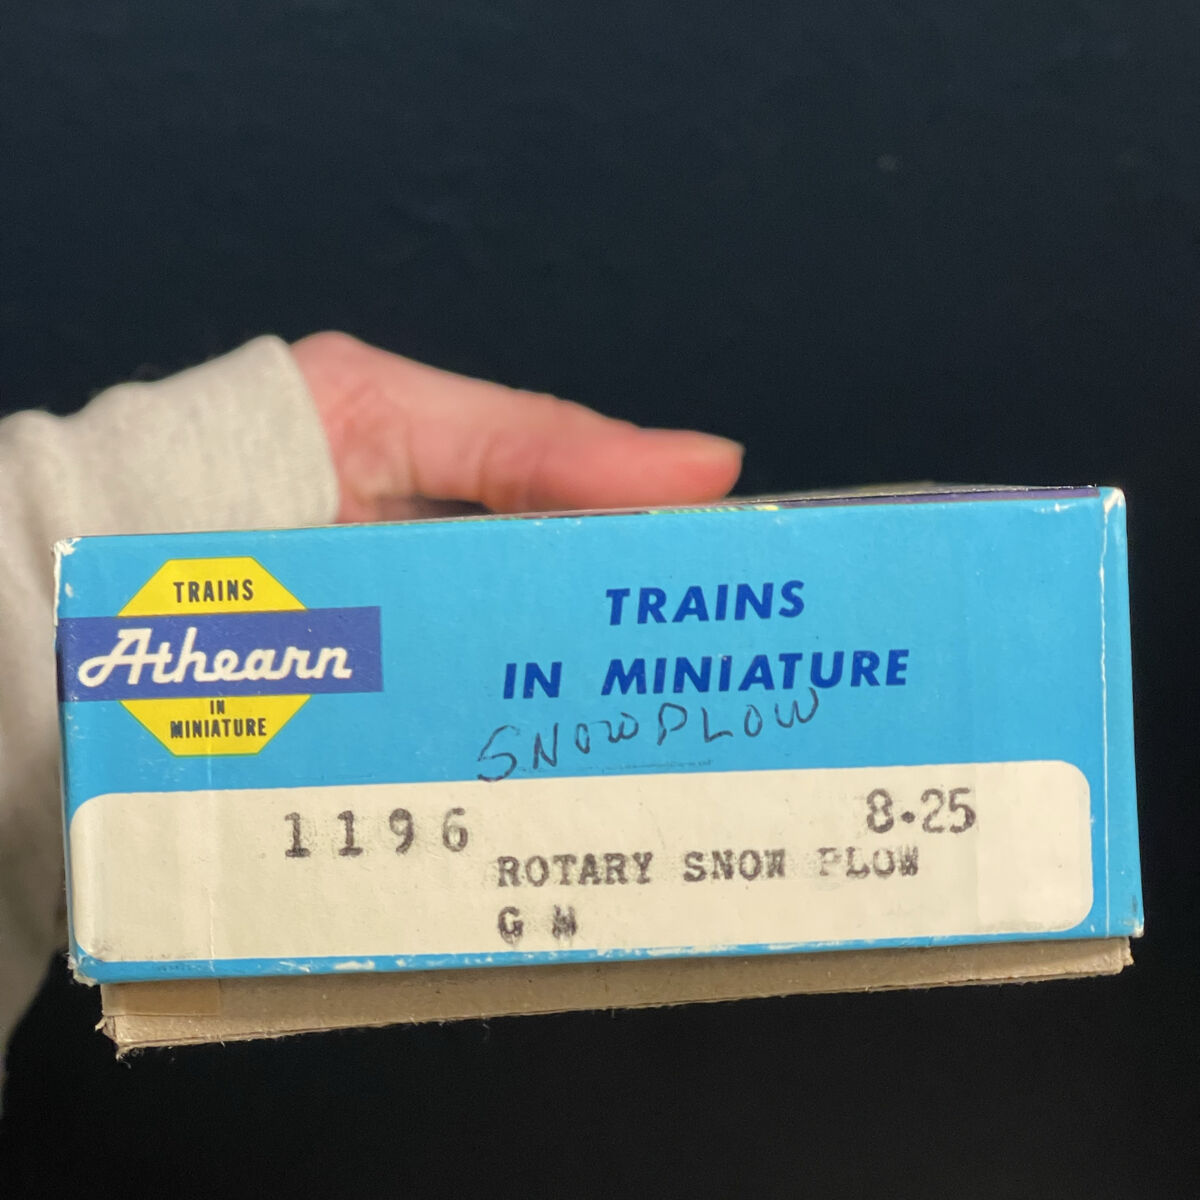 TRAINS
Athearn
IN
MINIATURE
TRAINS
IN MINIATURE
SNOWPLOW
1196
8.25
ROTARY SNOW PLOW
G